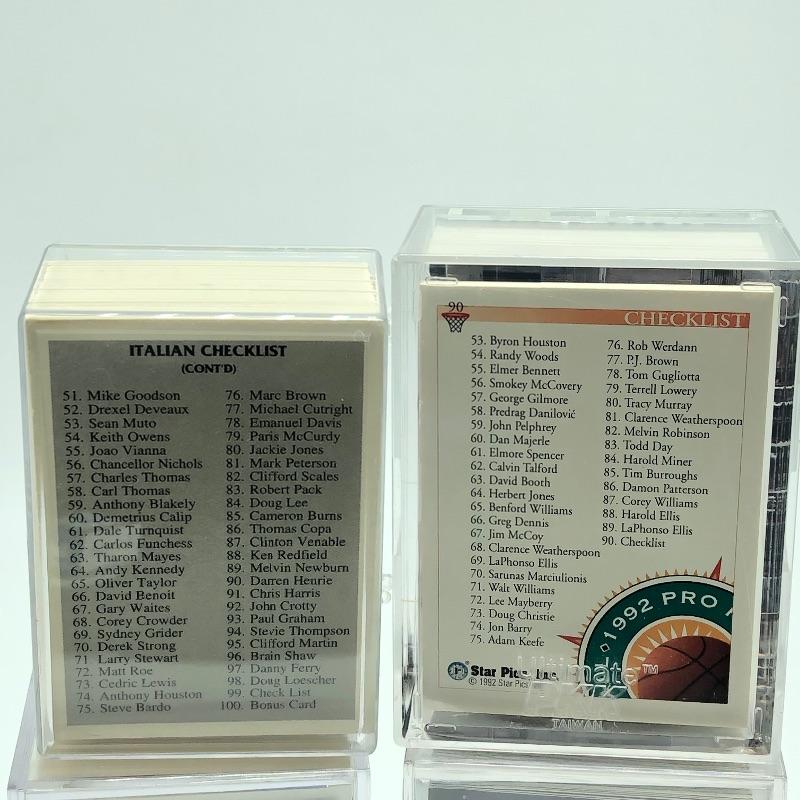 ITALIAN CHECKLIST
(CONT'D)
51. Mike Goodson
52. Drexel Deveaux
53. Sean Muto
54. Keith Owens
55. Joao Vianna
56. Chancellor Nichols
57. Charles Thomas
58. Carl Thomas
59. Anthony Blakely
60. Demetrius Calip
61. Dale Turnquist
62. Carlos Funchess
63. Tharon Mayes
64. Andy Kennedy
65. Oliver Taylor
66. David Benoit
67. Gary Waites
68. Corey Crowder
69. Sydney Grider
70. Derek Strong
71. Larry Stewart
72. Matt Roe
73. Cedric Lewis
74. Anthony Houston
75. Steve Bardo
76. Marc Brown
77. Michael Cutright
78. Emanuel Davis
79. Paris McCurdy
80. Jackie Jones
81. Mark Peterson
82. Clifford Scales
83. Robert Pack
84. Doug Lee
85. Cameron Burns
86. Thomas Copa
87. Clinton Venable
88. Ken Redfield
89. Melvin Newburn
90. Darren Henrie
91. Chris Harris
92. John Crotty
93. Paul Graham
94. Stevie Thompson
95. Clifford Martin
96. Brain Shaw
97. Danny Ferry
98. Doug Loescher
99. Check List
100. Bonus Card
90
CHECKLIST
53. Byron Houston
54. Randy Woods
55. Elmer Bennett
56. Smokey McCovery
57. George Gilmore
58. Predrag Danilović
59. John Pelphrey
60. Dan Majerle
61. Elmore Spencer
62. Calvin Talford
63. David Booth
64. Herbert Jones
65. Benford Williams
66. Greg Dennis
67. Jim McCoy
68. Clarence Weatherspoon
69. LaPhonso Ellis
70. Sarunas Marciulionis
71. Walt Williams
72. Lee Mayberry
73. Doug Christie
74. Jon Barry
75. Adam Keefe
76. Rob Werdann
77. P.J. Brown
78. Tom Gugliotta
79. Terrell Lowery
80. Tracy Murray
81. Clarence Weatherspoon
82. Melvin Robinson
83. Todd Day
84. Harold Miner
85. Tim Burroughs
86. Damon Patterson
87. Corey Williams
88. Harold Ellis
89. LaPhonso Ellis
90. Checklist
1992 PRO
Star Pics, Inc.
© 1992 Star Pics
Ultimate™
TAIWAN